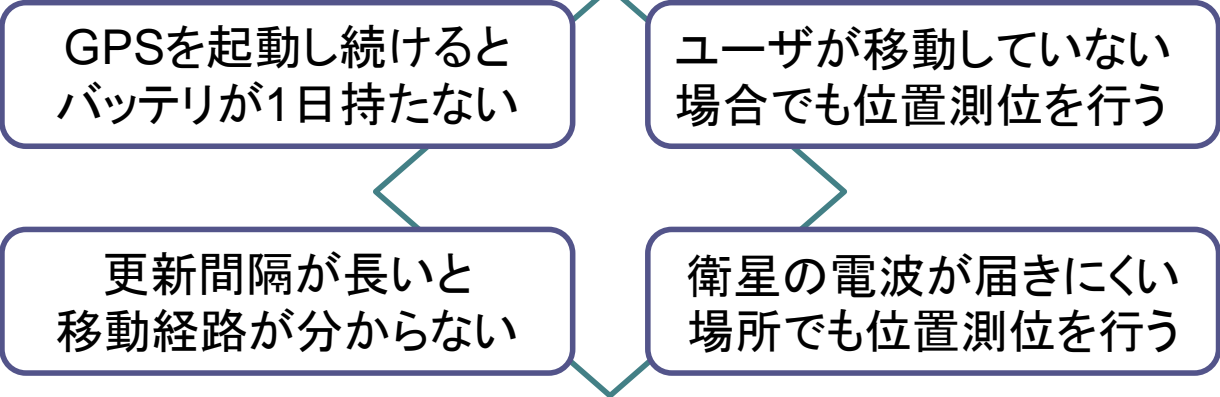 GPSを起動し続けると
バッテリが1日持たない
ユーザが移動していない
場合でも位置測位を行う
更新間隔が長いと
移動経路が分からない
衛星の電波が届きにくい
場所でも位置測位を行う